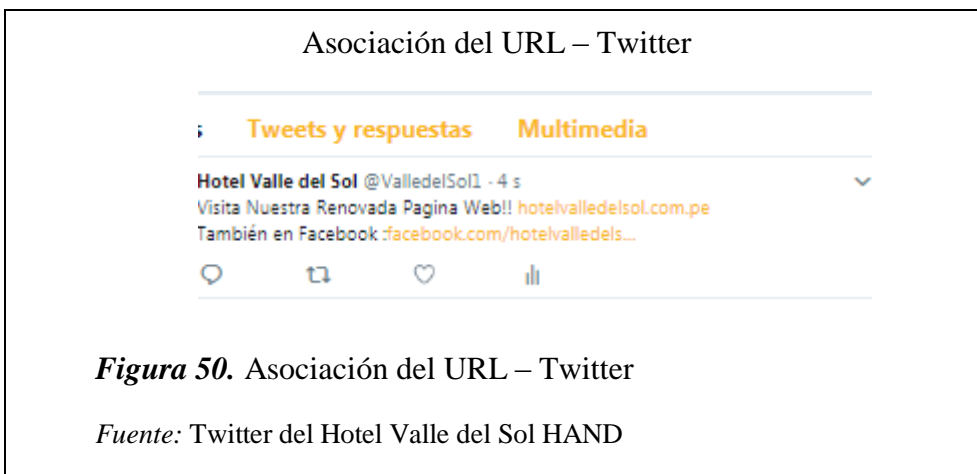 Asociación del URL – Twitter
s Tweets y respuestas Multimedia
Hotel Valle del Sol @ValledelSol1 · 4 s
Visita Nuestra Renovada Pagina Web!! hotelvalledelsol.com.pe
También en Facebook :facebook.com/hotelvalledels...
Figura 50. Asociación del URL – Twitter
Fuente: Twitter del Hotel Valle del Sol HAND